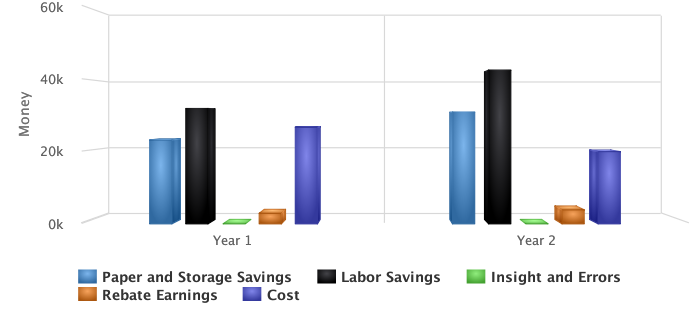 60k
40k
20k
0k
Money
Year 1
Year 2
Paper and Storage Savings
Labor Savings
Insight and Errors
Rebate Earnings
Cost